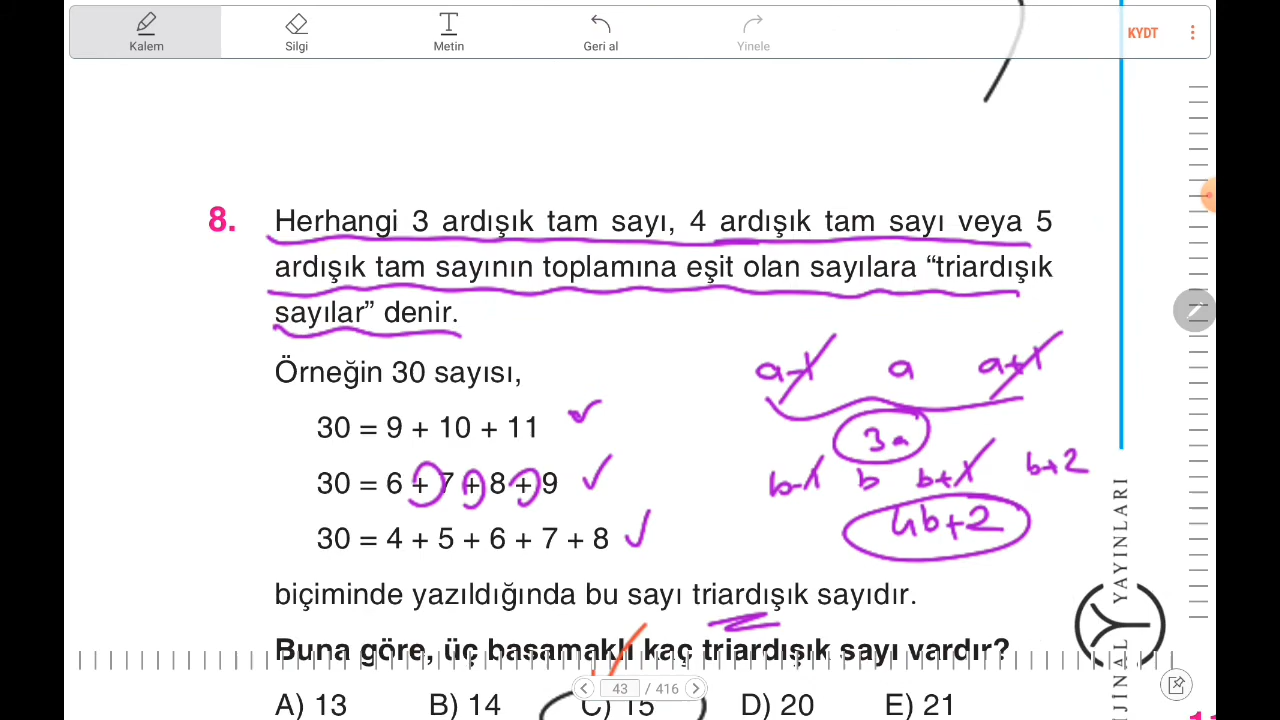 Kalem Silgi Metin Geri al Yinele KYDT
8. Herhangi 3 ardışık tam sayı, 4 ardışık tam sayı veya 5
ardışık tam sayının toplamına eşit olan sayılara “triardışık
sayılar” denir.
a-1 a a+1
Örneğin 30 sayısı,
30 = 9 + 10 + 11
3a
30 = 6 + 7 + 8 + 9
b-1 b b+1 b+2
4b+2
30 = 4 + 5 + 6 + 7 + 8
biçiminde yazıldığında bu sayı triardışık sayıdır.
Buna göre, üç basamaklı kaç triardışık sayı vardır?
43 / 416
A) 13 B) 14 C) 15 D) 20 E) 21
YAYINLARI